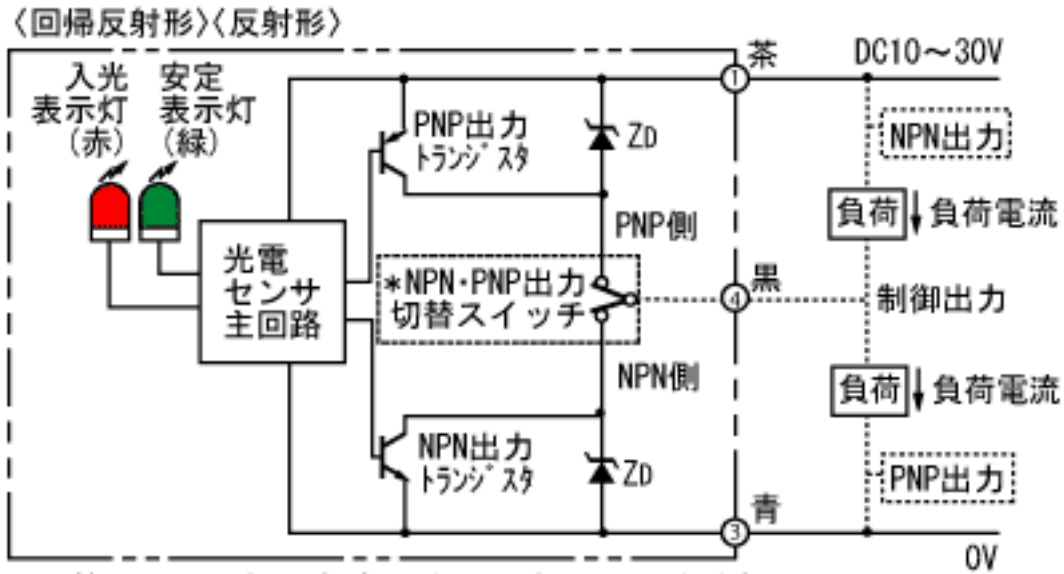 〈回帰反射形〉〈反射形〉
入光
表示灯
(赤)
安定
表示灯
(緑)
PNP出力
トランジスタ
ZD
茶
①
DC10～30V
NPN出力
負荷
負荷電流
PNP側
光電
センサ
主回路
*NPN・PNP出力
切替スイッチ
黒
④
制御出力
NPN側
負荷
負荷電流
NPN出力
トランジスタ
ZD
PNP出力
青
③
0V